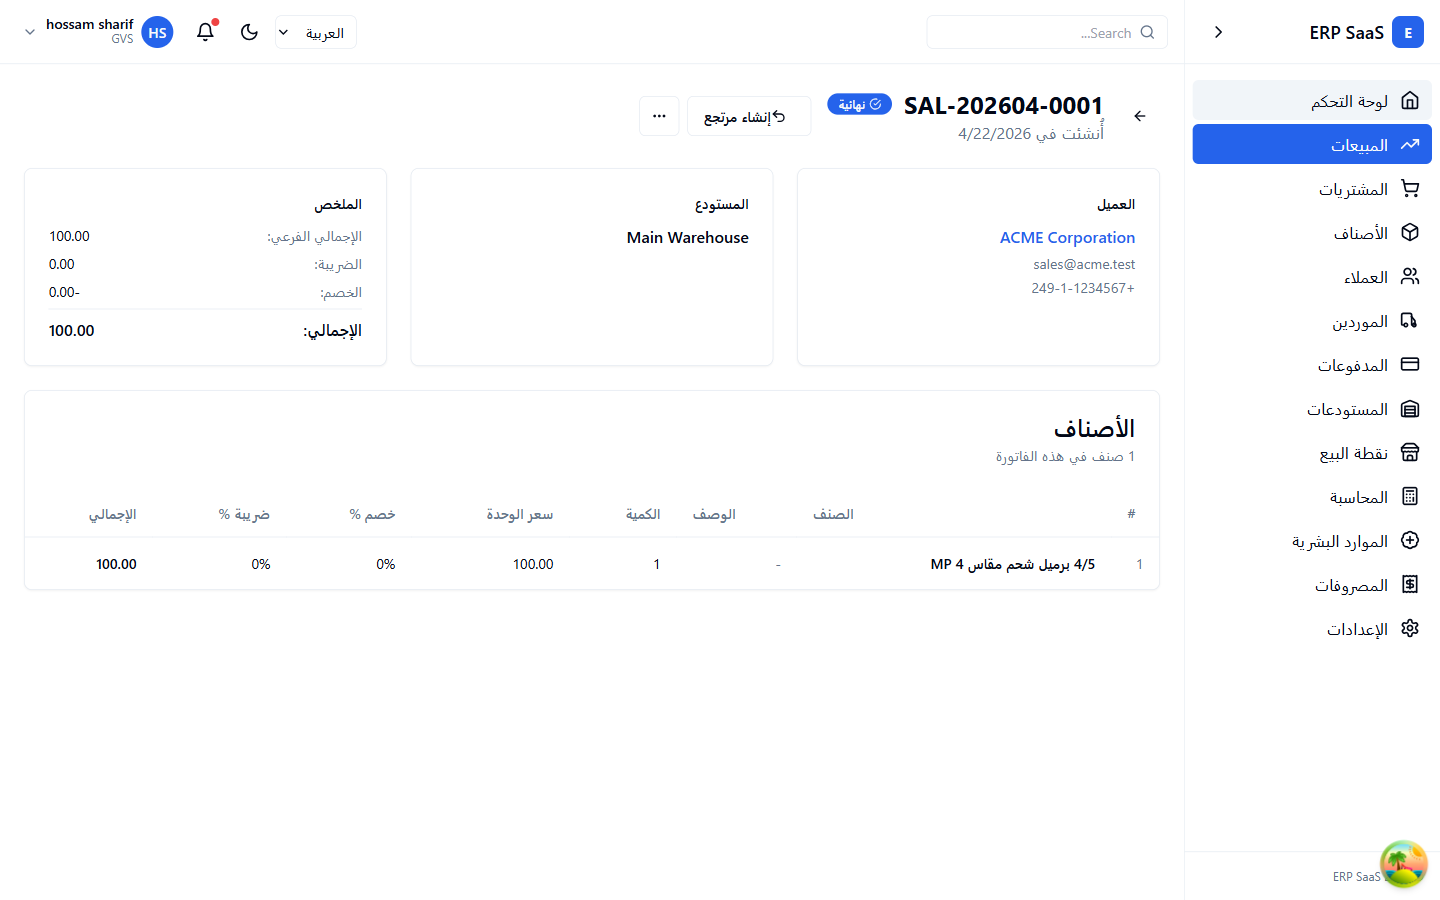 E ERP SaaS
Search...
العربية
HS hossam sharif
GVS
لوحة التحكم
المبيعات
المشتريات
الأصناف
العملاء
الموردين
المدفوعات
المستودعات
نقطة البيع
المحاسبة
الموارد البشرية
المصروفات
الإعدادات
ERP SaaS
SAL-202604-0001 نهائية
أُنشئت في 4/22/2026
إنشاء مرتجع
العميل
ACME Corporation
sales@acme.test
249-1-1234567+
المستودع
Main Warehouse
الملخص
الإجمالي الفرعي: 100.00
الضريبة: 0.00
الخصم: 0.00-
الإجمالي: 100.00
الأصناف
1 صنف في هذه الفاتورة
# الصنف الوصف الكمية سعر الوحدة خصم % ضريبة % الإجمالي
1 4/5 برميل شحم مقاس MP 4 - 1 100.00 0% 0% 100.00